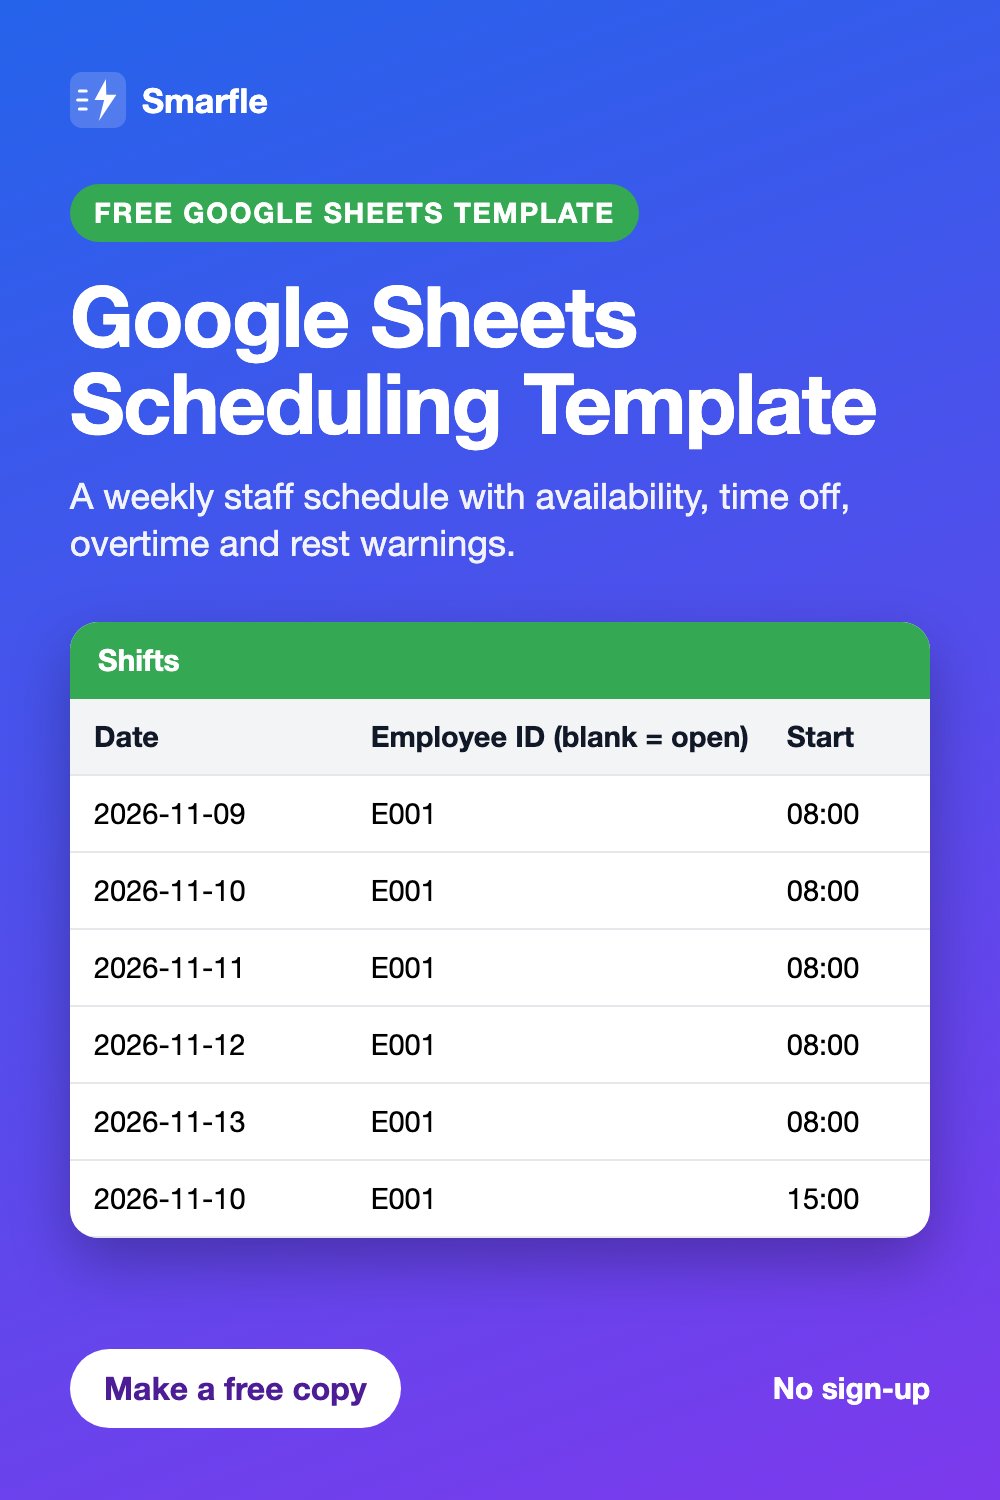 Smarfle
FREE GOOGLE SHEETS TEMPLATE
Google Sheets
Scheduling Template
A weekly staff schedule with availability, time off,
overtime and rest warnings.
Shifts
Date Employee ID (blank = open) Start
2026-11-09 E001 08:00
2026-11-10 E001 08:00
2026-11-11 E001 08:00
2026-11-12 E001 08:00
2026-11-13 E001 08:00
2026-11-10 E001 15:00
Make a free copy No sign-up